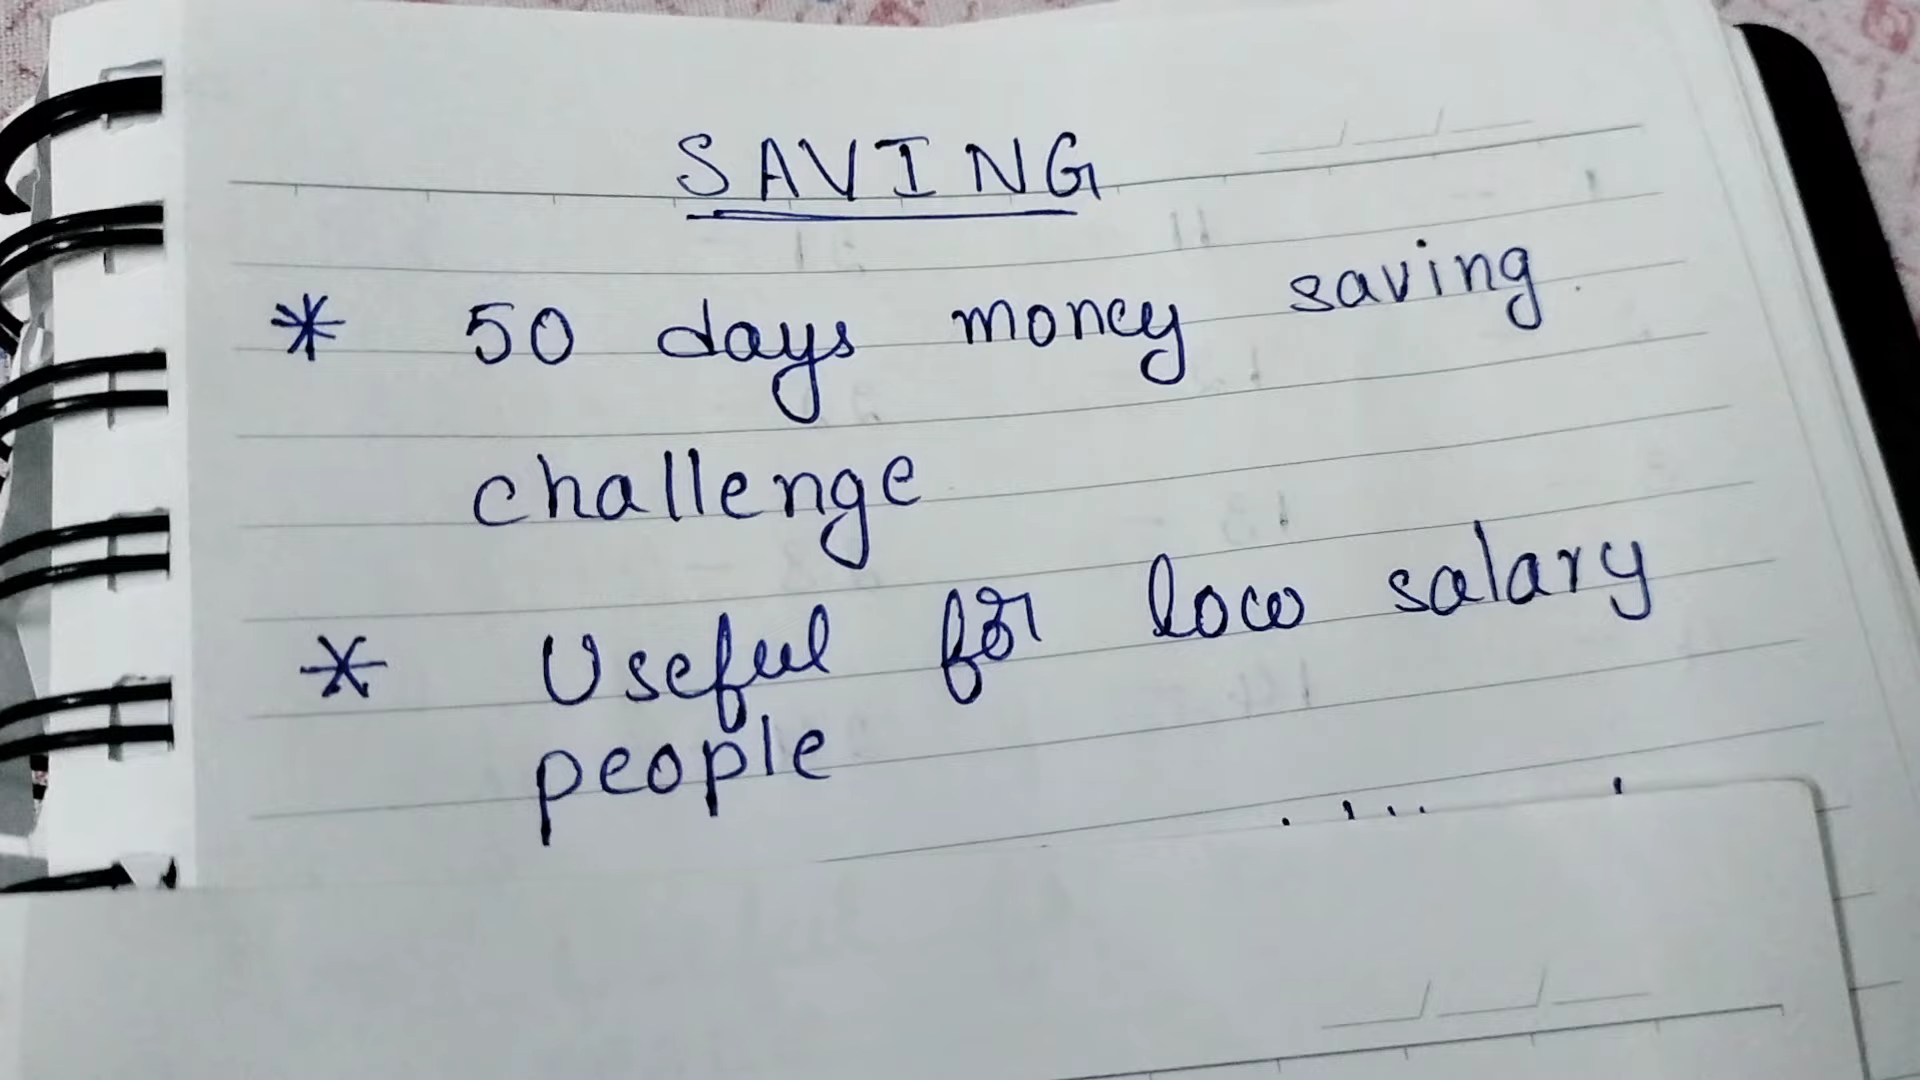 SAVING
* 50 days money saving
challenge
* Useful for low salary
people